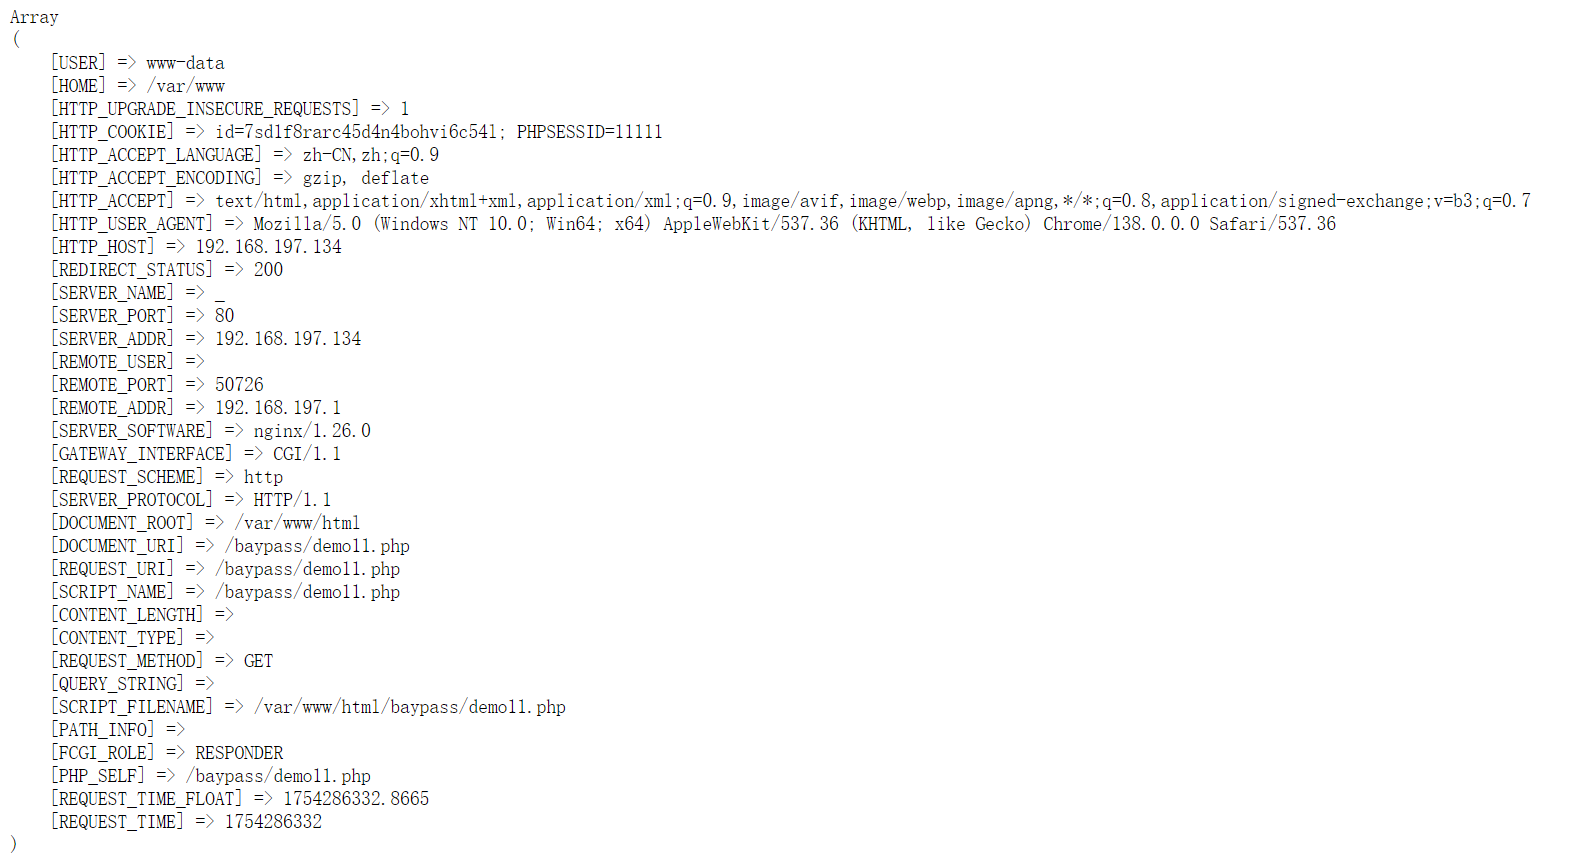 Array
(
[USER] => www-data
[HOME] => /var/www
[HTTP_UPGRADE_INSECURE_REQUESTS] => 1
[HTTP_COOKIE] => id=7sd1f8rarc45d4n4bohvi6c54l; PHPSESSID=11111
[HTTP_ACCEPT_LANGUAGE] => zh-CN,zh;q=0.9
[HTTP_ACCEPT_ENCODING] => gzip, deflate
[HTTP_ACCEPT] => text/html,application/xhtml+xml,application/xml;q=0.9,image/avif,image/webp,image/apng,*/*;q=0.8,application/signed-exchange;v=b3;q=0.7
[HTTP_USER_AGENT] => Mozilla/5.0 (Windows NT 10.0; Win64; x64) AppleWebKit/537.36 (KHTML, like Gecko) Chrome/138.0.0.0 Safari/537.36
[HTTP_HOST] => 192.168.197.134
[REDIRECT_STATUS] => 200
[SERVER_NAME] => _
[SERVER_PORT] => 80
[SERVER_ADDR] => 192.168.197.134
[REMOTE_USER] =>
[REMOTE_PORT] => 50726
[REMOTE_ADDR] => 192.168.197.1
[SERVER_SOFTWARE] => nginx/1.26.0
[GATEWAY_INTERFACE] => CGI/1.1
[REQUEST_SCHEME] => http
[SERVER_PROTOCOL] => HTTP/1.1
[DOCUMENT_ROOT] => /var/www/html
[DOCUMENT_URI] => /baypass/demo11.php
[REQUEST_URI] => /baypass/demo11.php
[SCRIPT_NAME] => /baypass/demo11.php
[CONTENT_LENGTH] =>
[CONTENT_TYPE] =>
[REQUEST_METHOD] => GET
[QUERY_STRING] =>
[SCRIPT_FILENAME] => /var/www/html/baypass/demo11.php
[PATH_INFO] =>
[FCGI_ROLE] => RESPONDER
[PHP_SELF] => /baypass/demo11.php
[REQUEST_TIME_FLOAT] => 1754286332.8665
[REQUEST_TIME] => 1754286332
)